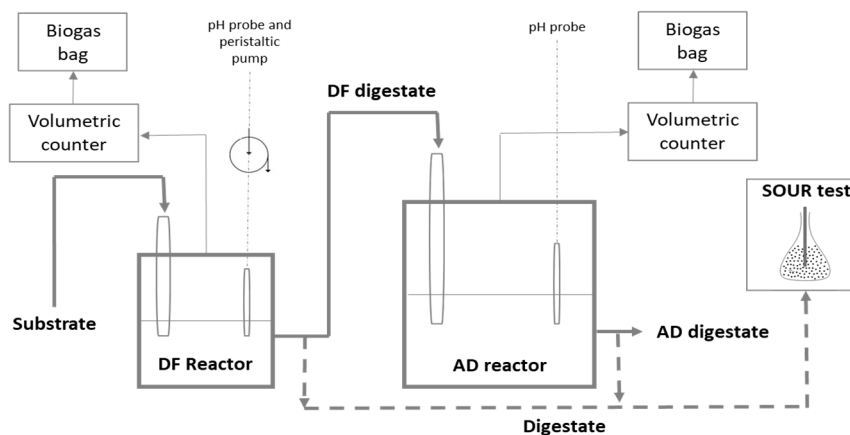 Biogas
bag
Volumetric
counter
pH probe and
peristaltic
pump
DF digestate
pH probe
Biogas
bag
Volumetric
counter
SOUR test
Substrate
DF Reactor
AD reactor
AD digestate
Digestate